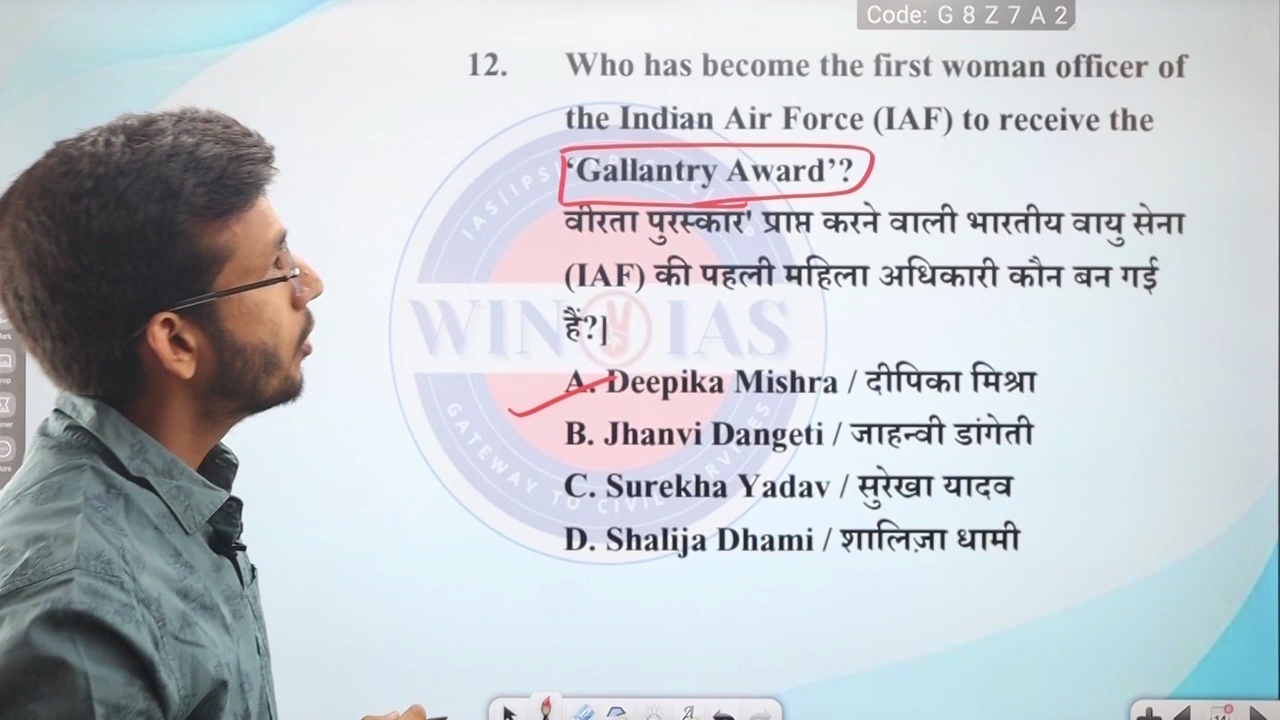 Code: G 8 Z 7 A 2
12. Who has become the first woman officer of
the Indian Air Force (IAF) to receive the
‘Gallantry Award’?
वीरता पुरस्कार' प्राप्त करने वाली भारतीय वायु सेना
(IAF) की पहली महिला अधिकारी कौन बन गई
हैं?]
WIN IAS
A. Deepika Mishra / दीपिका मिश्रा
B. Jhanvi Dangeti / जाहन्वी डांगेती
C. Surekha Yadav / सुरेखा यादव
D. Shalija Dhami / शालिज़ा धामी
GATEWAY TO CIVIL SERVICES